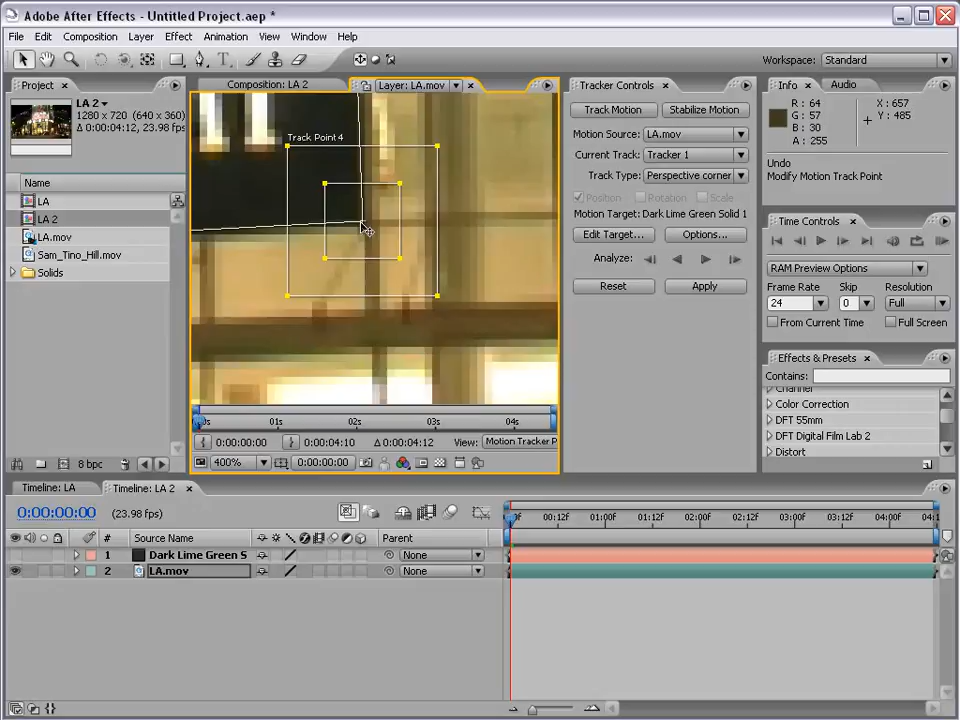 Adobe After Effects - Untitled Project.aep *
File Edit Composition Layer Effect Animation View Window Help
Workspace: Standard
Project
LA 2
1280 x 720 (640 x 360)
Δ 0:00:04:12, 23.98 fps
Name
LA
LA 2
LA.mov
Sam_Tino_Hill.mov
Solids
8 bpc
Composition: LA 2
Layer: LA.mov
Track Point 4
01s 02s 03s 04s
0:00:00:00 0:00:04:10 Δ 0:00:04:12 View: Motion Tracker P
400% 0:00:00:00
Tracker Controls
Track Motion Stabilize Motion
Motion Source: LA.mov
Current Track: Tracker 1
Track Type: Perspective corner
Position Rotation Scale
Motion Target: Dark Lime Green Solid 1
Edit Target... Options...
Analyze:
Reset Apply
Info Audio
R: 64 X: 657
G: 57 Y: 485
B: 30
A: 255
Undo
Modify Motion Track Point
Time Controls
RAM Preview Options
Frame Rate Skip Resolution
24 0 Full
From Current Time Full Screen
Effects & Presets
Contains:
Channel
Color Correction
DFT 55mm
DFT Digital Film Lab 2
Distort
Timeline: LA Timeline: LA 2
0:00:00:00 (23.98 fps)
00:12f 01:00f 01:12f 02:00f 02:12f 03:00f 03:12f 04:00f 04:1
# Source Name Parent
1 Dark Lime Green S None
2 LA.mov None